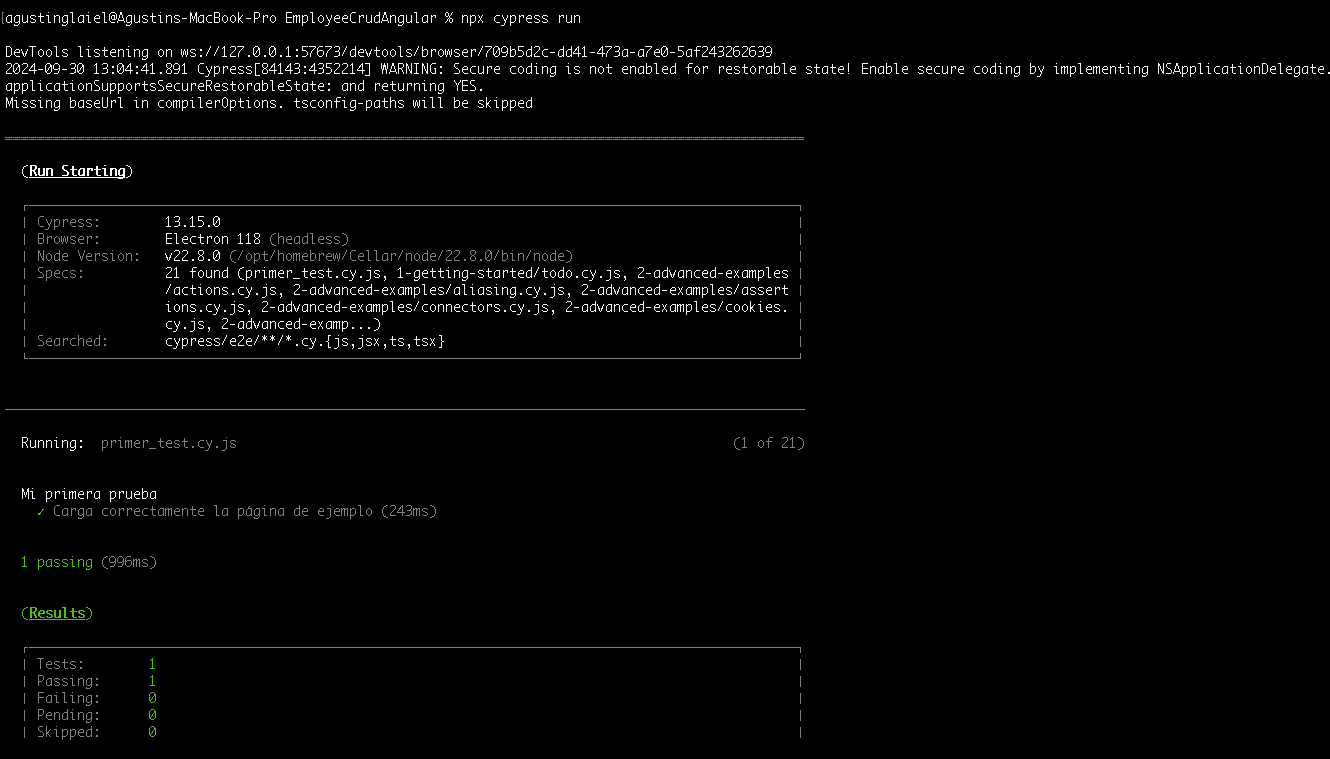 [agustinglaiel@Agustins-MacBook-Pro EmployeeCrudAngular % npx cypress run
DevTools listening on ws://127.0.0.1:57673/devtools/browser/709b5d2c-dd41-473a-a7e0-5af243262639
2024-09-30 13:04:41.891 Cypress[84143:4352214] WARNING: Secure coding is not enabled for restorable state! Enable secure coding by implementing NSApplicationDelegate.
applicationSupportsSecureRestorableState: and returning YES.
Missing baseUrl in compilerOptions. tsconfig-paths will be skipped
(Run Starting)
Cypress: 13.15.0
Browser: Electron 118 (headless)
Node Version: v22.8.0 (/opt/homebrew/Cellar/node/22.8.0/bin/node)
Specs: 21 found (primer_test.cy.js, 1-getting-started/todo.cy.js, 2-advanced-examples
/actions.cy.js, 2-advanced-examples/aliasing.cy.js, 2-advanced-examples/assert
ions.cy.js, 2-advanced-examples/connectors.cy.js, 2-advanced-examples/cookies.
cy.js, 2-advanced-examp...)
Searched: cypress/e2e/**/*.cy.{js,jsx,ts,tsx}
Running: primer_test.cy.js (1 of 21)
Mi primera prueba
✓ Carga correctamente la página de ejemplo (243ms)
1 passing (996ms)
(Results)
Tests: 1
Passing: 1
Failing: 0
Pending: 0
Skipped: 0